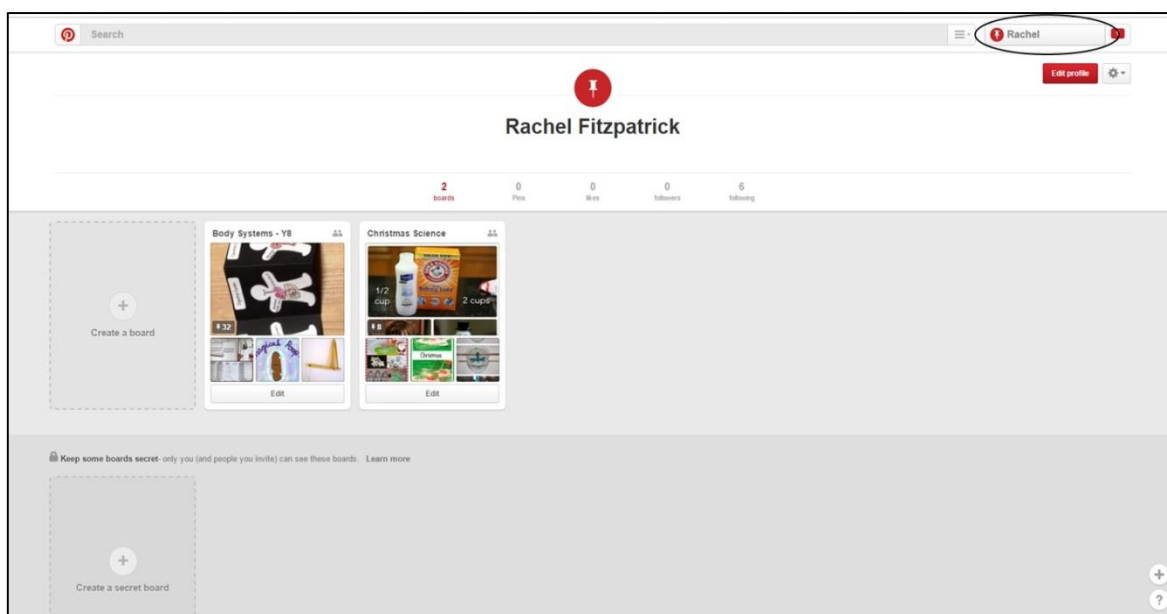 Search
Rachel
Edit profile
Rachel Fitzpatrick
2 0 0 0 6
boards Pins likes followers following
Body Systems - Y8
Christmas Science
1/2
cup
2 cups
32
8
Christmas
Create a board
Edit
Edit
Keep some boards secret- only you (and people you invite) can see these boards. Learn more
Create a secret board
+
?